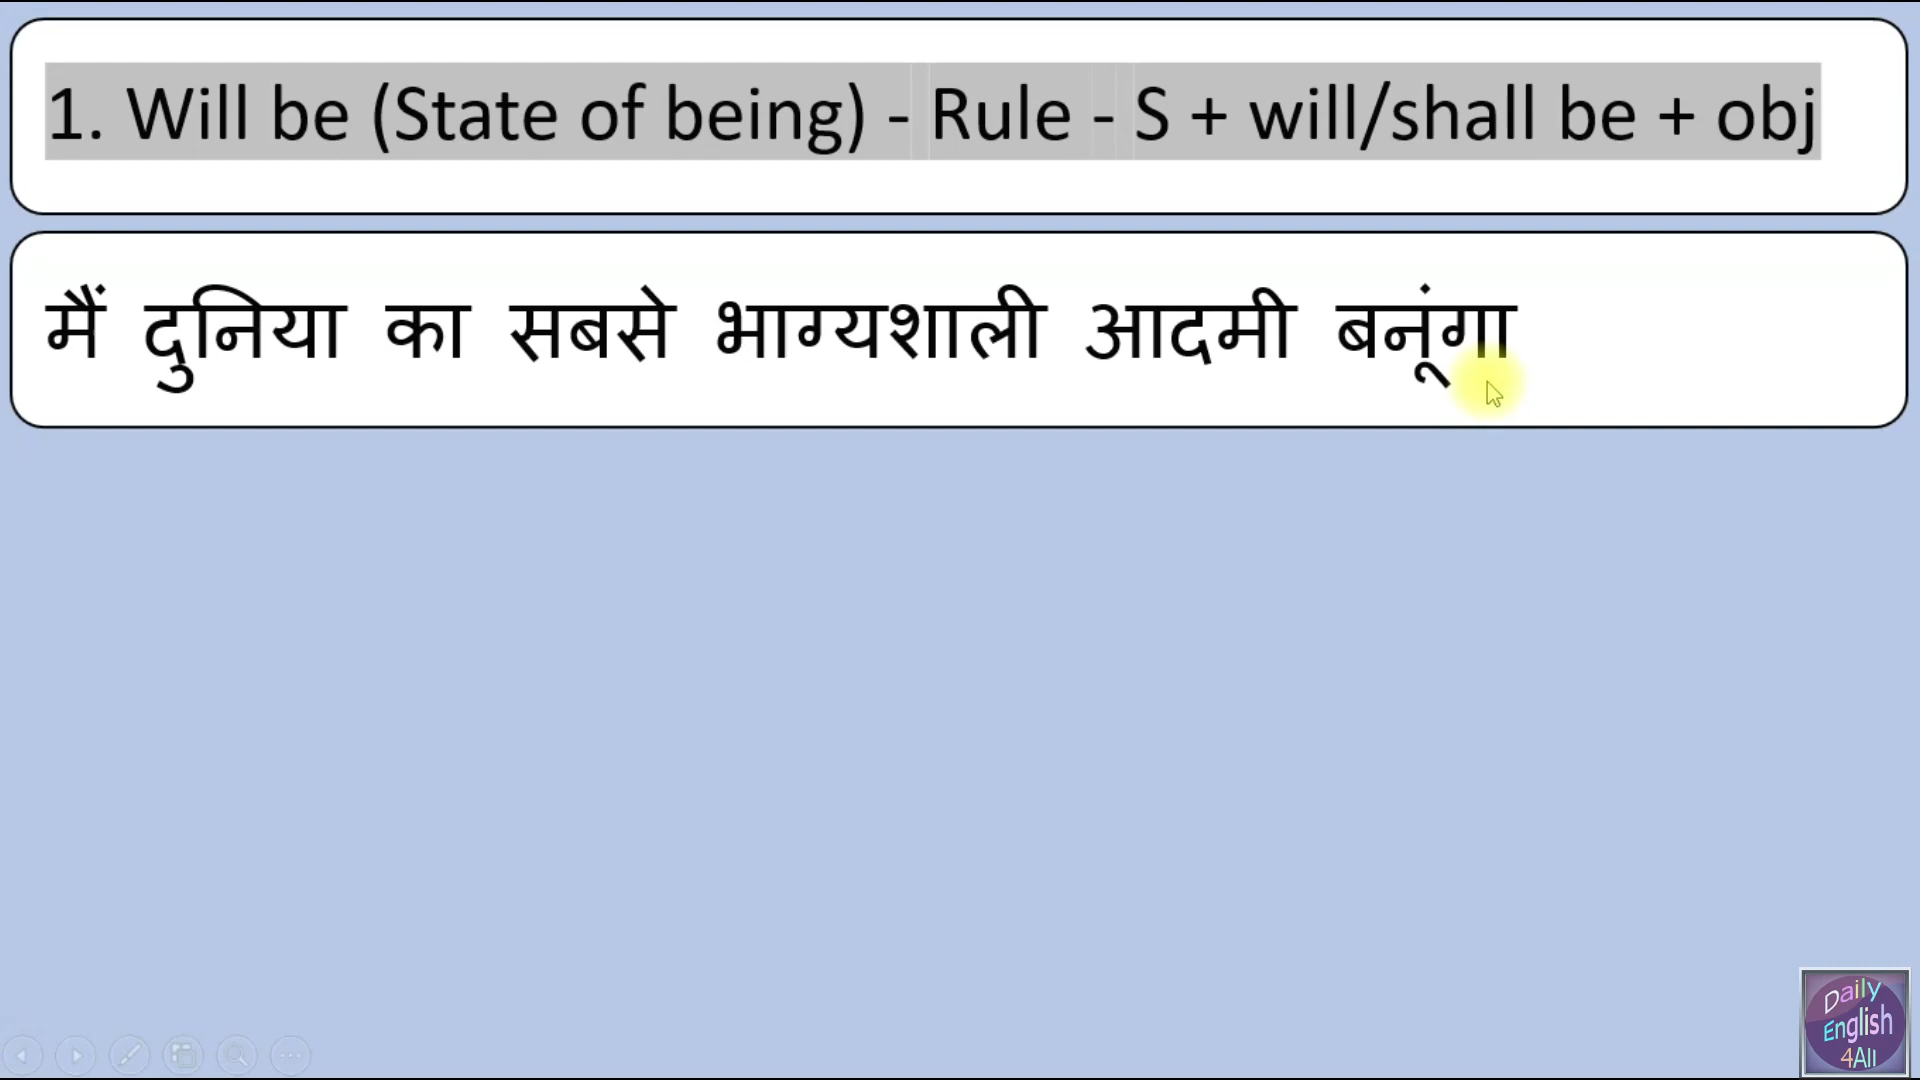 1. Will be (State of being) - Rule - S + will/shall be + obj
मैं दुनिया का सबसे भाग्यशाली आदमी बनूंगा
Daily
English
4All